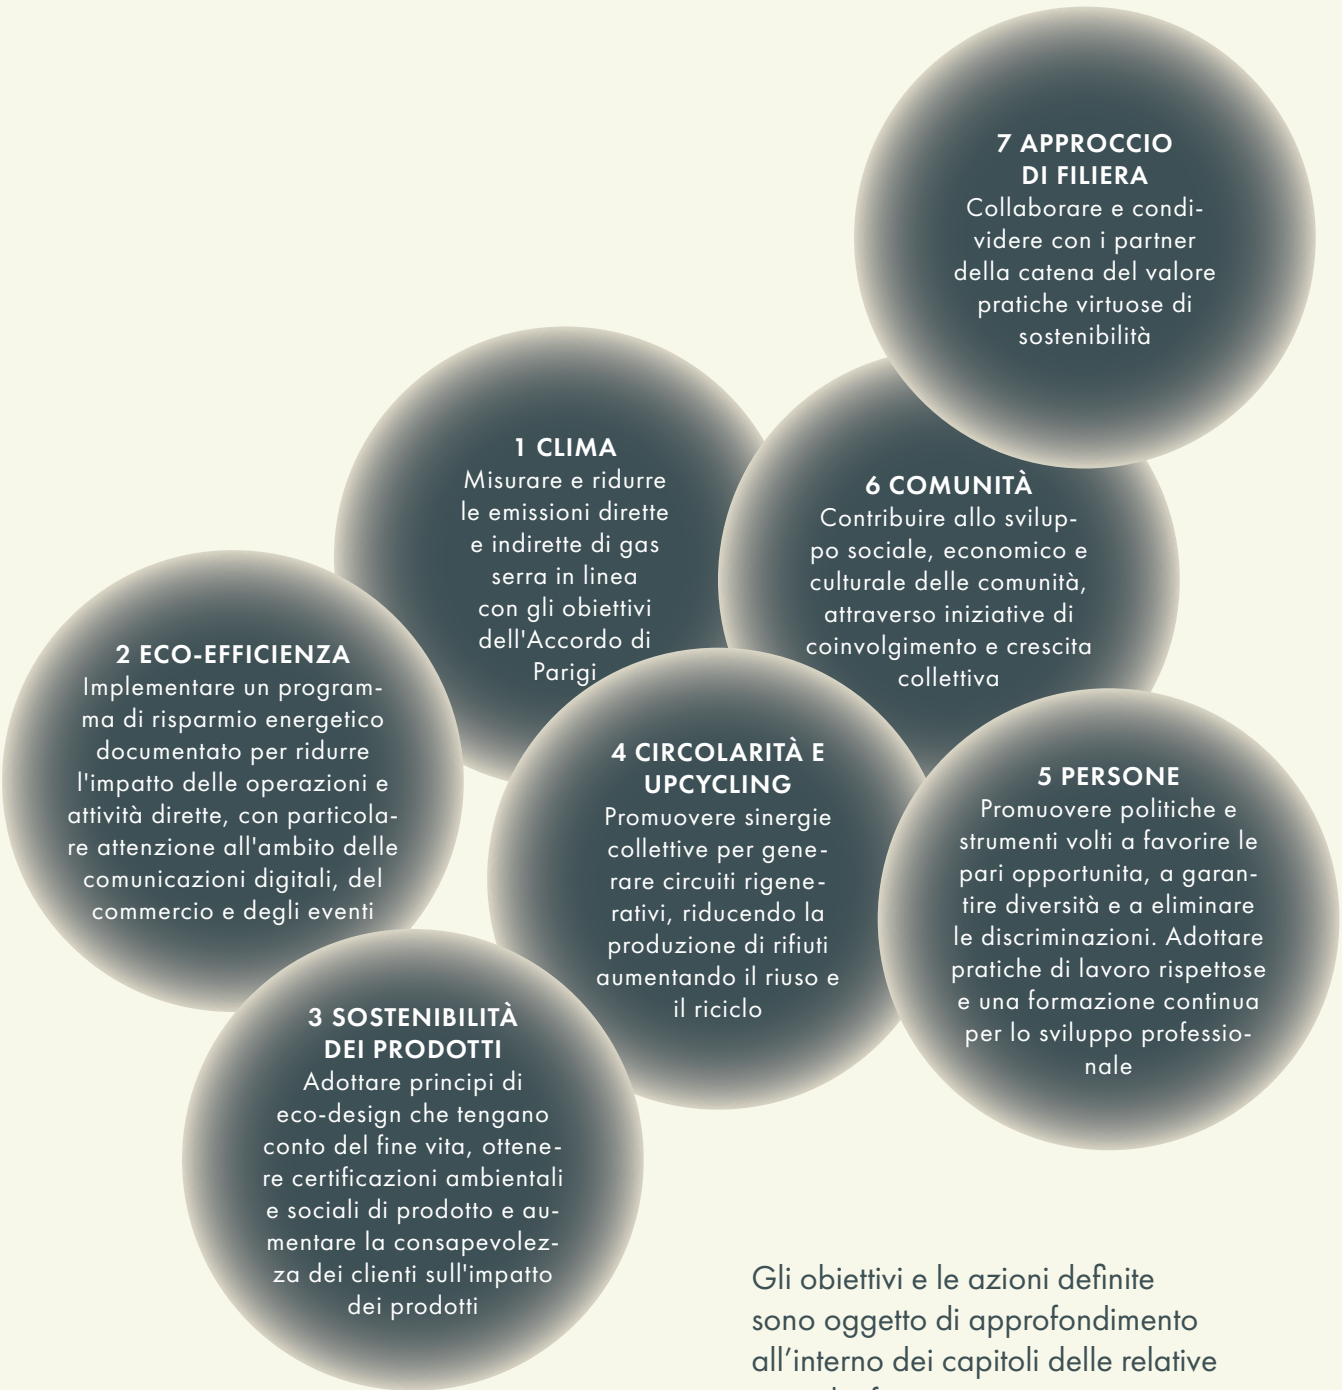 7 APPROCCIO
DI FILIERA
Collaborare e condi-
videre con i partner
della catena del valore
pratiche virtuose di
sostenibilità
1 CLIMA
Misurare e ridurre
le emissioni dirette
e indirette di gas
serra in linea
con gli obiettivi
dell'Accordo di
Parigi
6 COMUNITÀ
Contribuire allo svilup-
po sociale, economico e
culturale delle comunità,
attraverso iniziative di
coinvolgimento e crescita
collettiva
2 ECO-EFFICIENZA
Implementare un program-
ma di risparmio energetico
documentato per ridurre
l'impatto delle operazioni e
attività dirette, con particola-
re attenzione all'ambito delle
comunicazioni digitali, del
commercio e degli eventi
4 CIRCOLARITÀ E
UPCYCLING
Promuovere sinergie
collettive per gene-
rare circuiti rigene-
rativi, riducendo la
produzione di rifiuti
aumentando il riuso e
il riciclo
5 PERSONE
Promuovere politiche e
strumenti volti a favorire le
pari opportunita, a garan-
tire diversità e a eliminare
le discriminazioni. Adottare
pratiche di lavoro rispettose
e una formazione continua
per lo sviluppo professio-
nale
3 SOSTENIBILITÀ
DEI PRODOTTI
Adottare principi di
eco-design che tengano
conto del fine vita, ottene-
re certificazioni ambientali
e sociali di prodotto e au-
mentare la consapevolez-
za dei clienti sull'impatto
dei prodotti
Gli obiettivi e le azioni definite
sono oggetto di approfondimento
all’interno dei capitoli delle relative